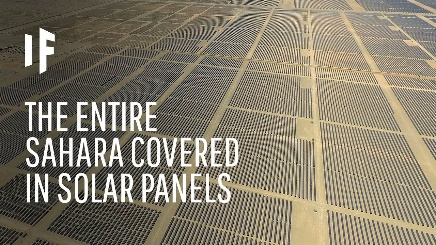 IF
THE ENTIRE
SAHARA COVERED
IN SOLAR PANELS